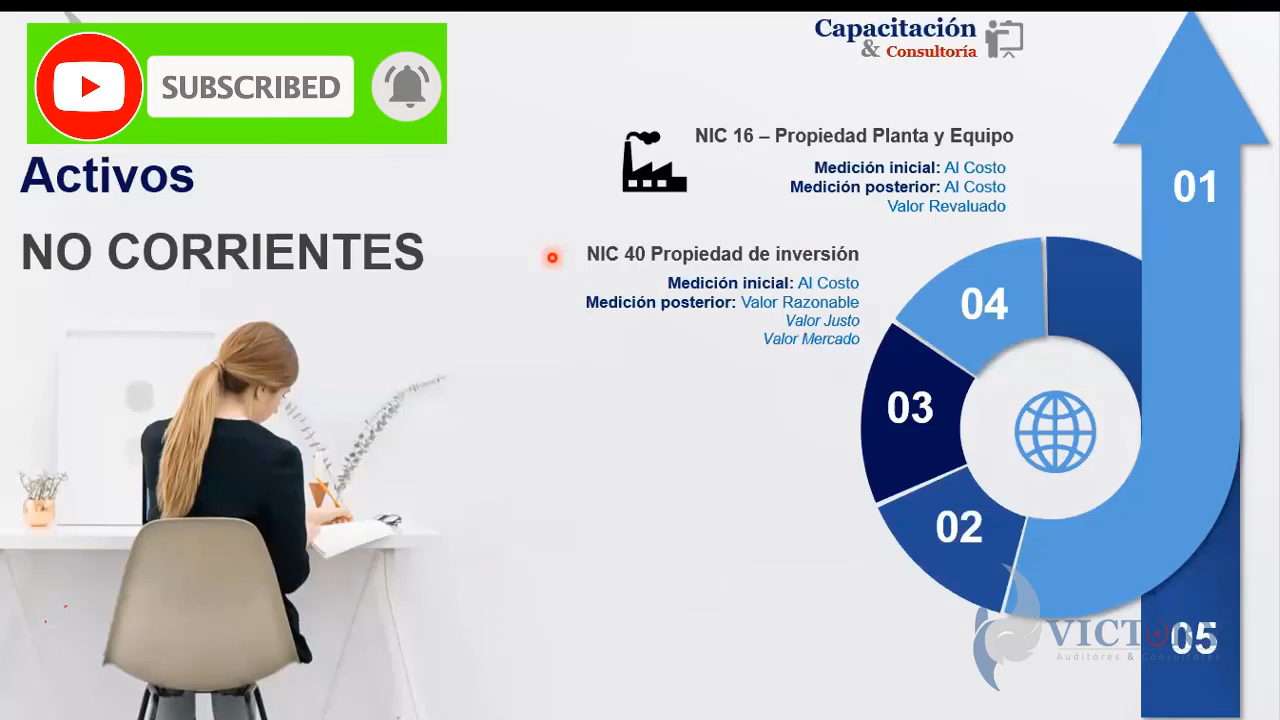 Capacitación
& Consultoría
SUBSCRIBED
Activos
NO CORRIENTES
NIC 16 – Propiedad Planta y Equipo
Medición inicial: Al Costo
Medición posterior: Al Costo
Valor Revaluado
NIC 40 Propiedad de inversión
Medición inicial: Al Costo
Medición posterior: Valor Razonable
Valor Justo
Valor Mercado
01
04
03
02
05
VICTORY
Auditores & Consultores